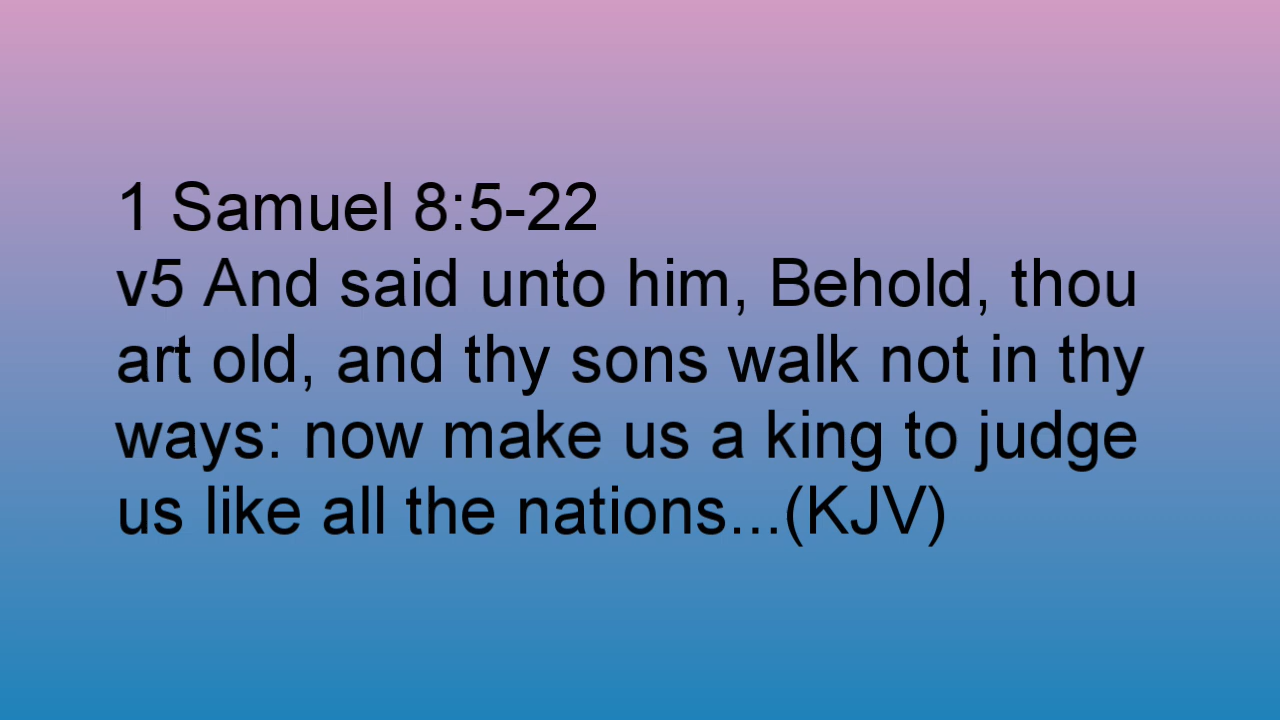 1 Samuel 8:5-22
v5 And said unto him, Behold, thou
art old, and thy sons walk not in thy
ways: now make us a king to judge
us like all the nations...(KJV)